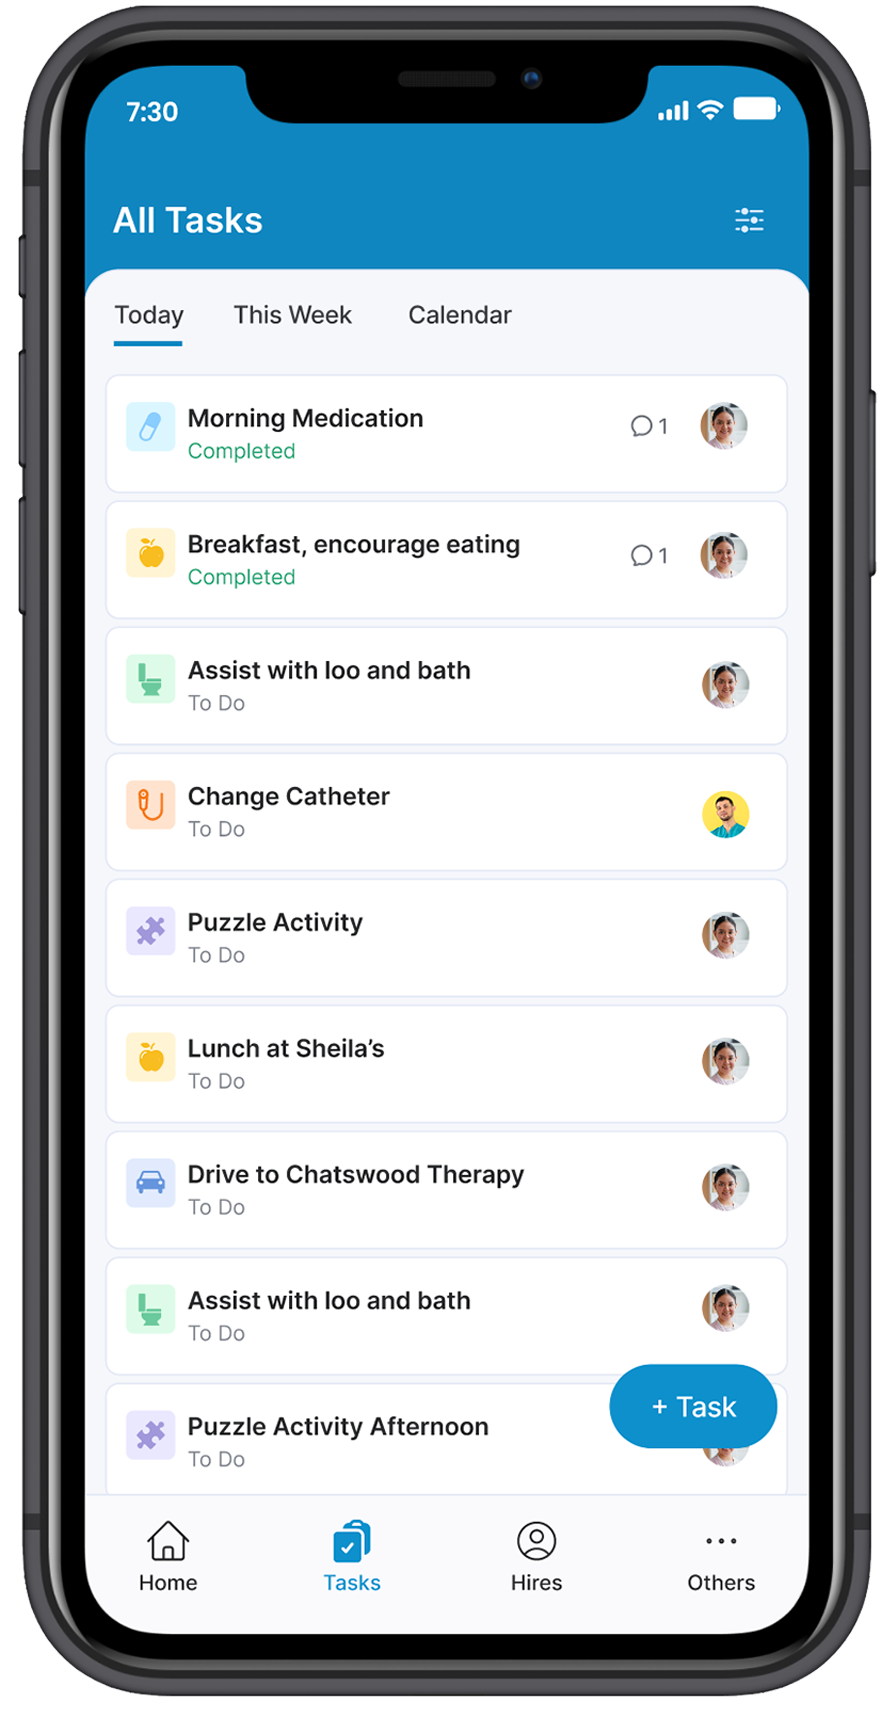 7:30
All Tasks
Today This Week Calendar
Morning Medication
Completed
1
Breakfast, encourage eating
Completed
1
Assist with loo and bath
To Do
Change Catheter
To Do
Puzzle Activity
To Do
Lunch at Sheila’s
To Do
Drive to Chatswood Therapy
To Do
Assist with loo and bath
To Do
+ Task
Puzzle Activity Afternoon
To Do
Home Tasks Hires Others